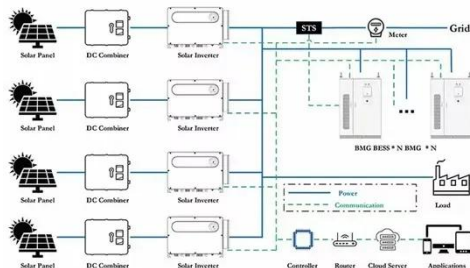 STS
Meter
Grid
Solar Panel DC Combiner Solar Inverter
Solar Panel DC Combiner Solar Inverter
BMG BESS * N BMG * N
Solar Panel DC Combiner Solar Inverter
Power
Communication
Load
Solar Panel DC Combiner Solar Inverter
Controller Router Cloud Server Applications